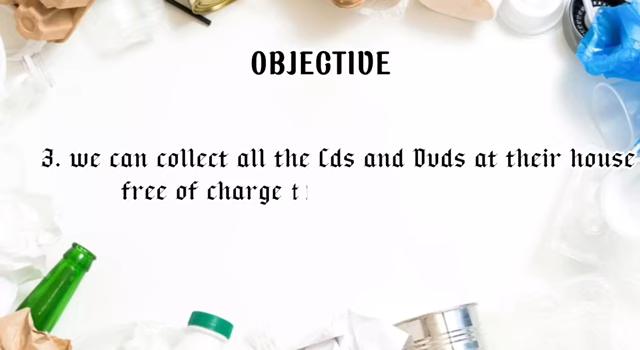 OBJECTIVE
3. we can collect all the Cds and Dvds at their house
free of charge t